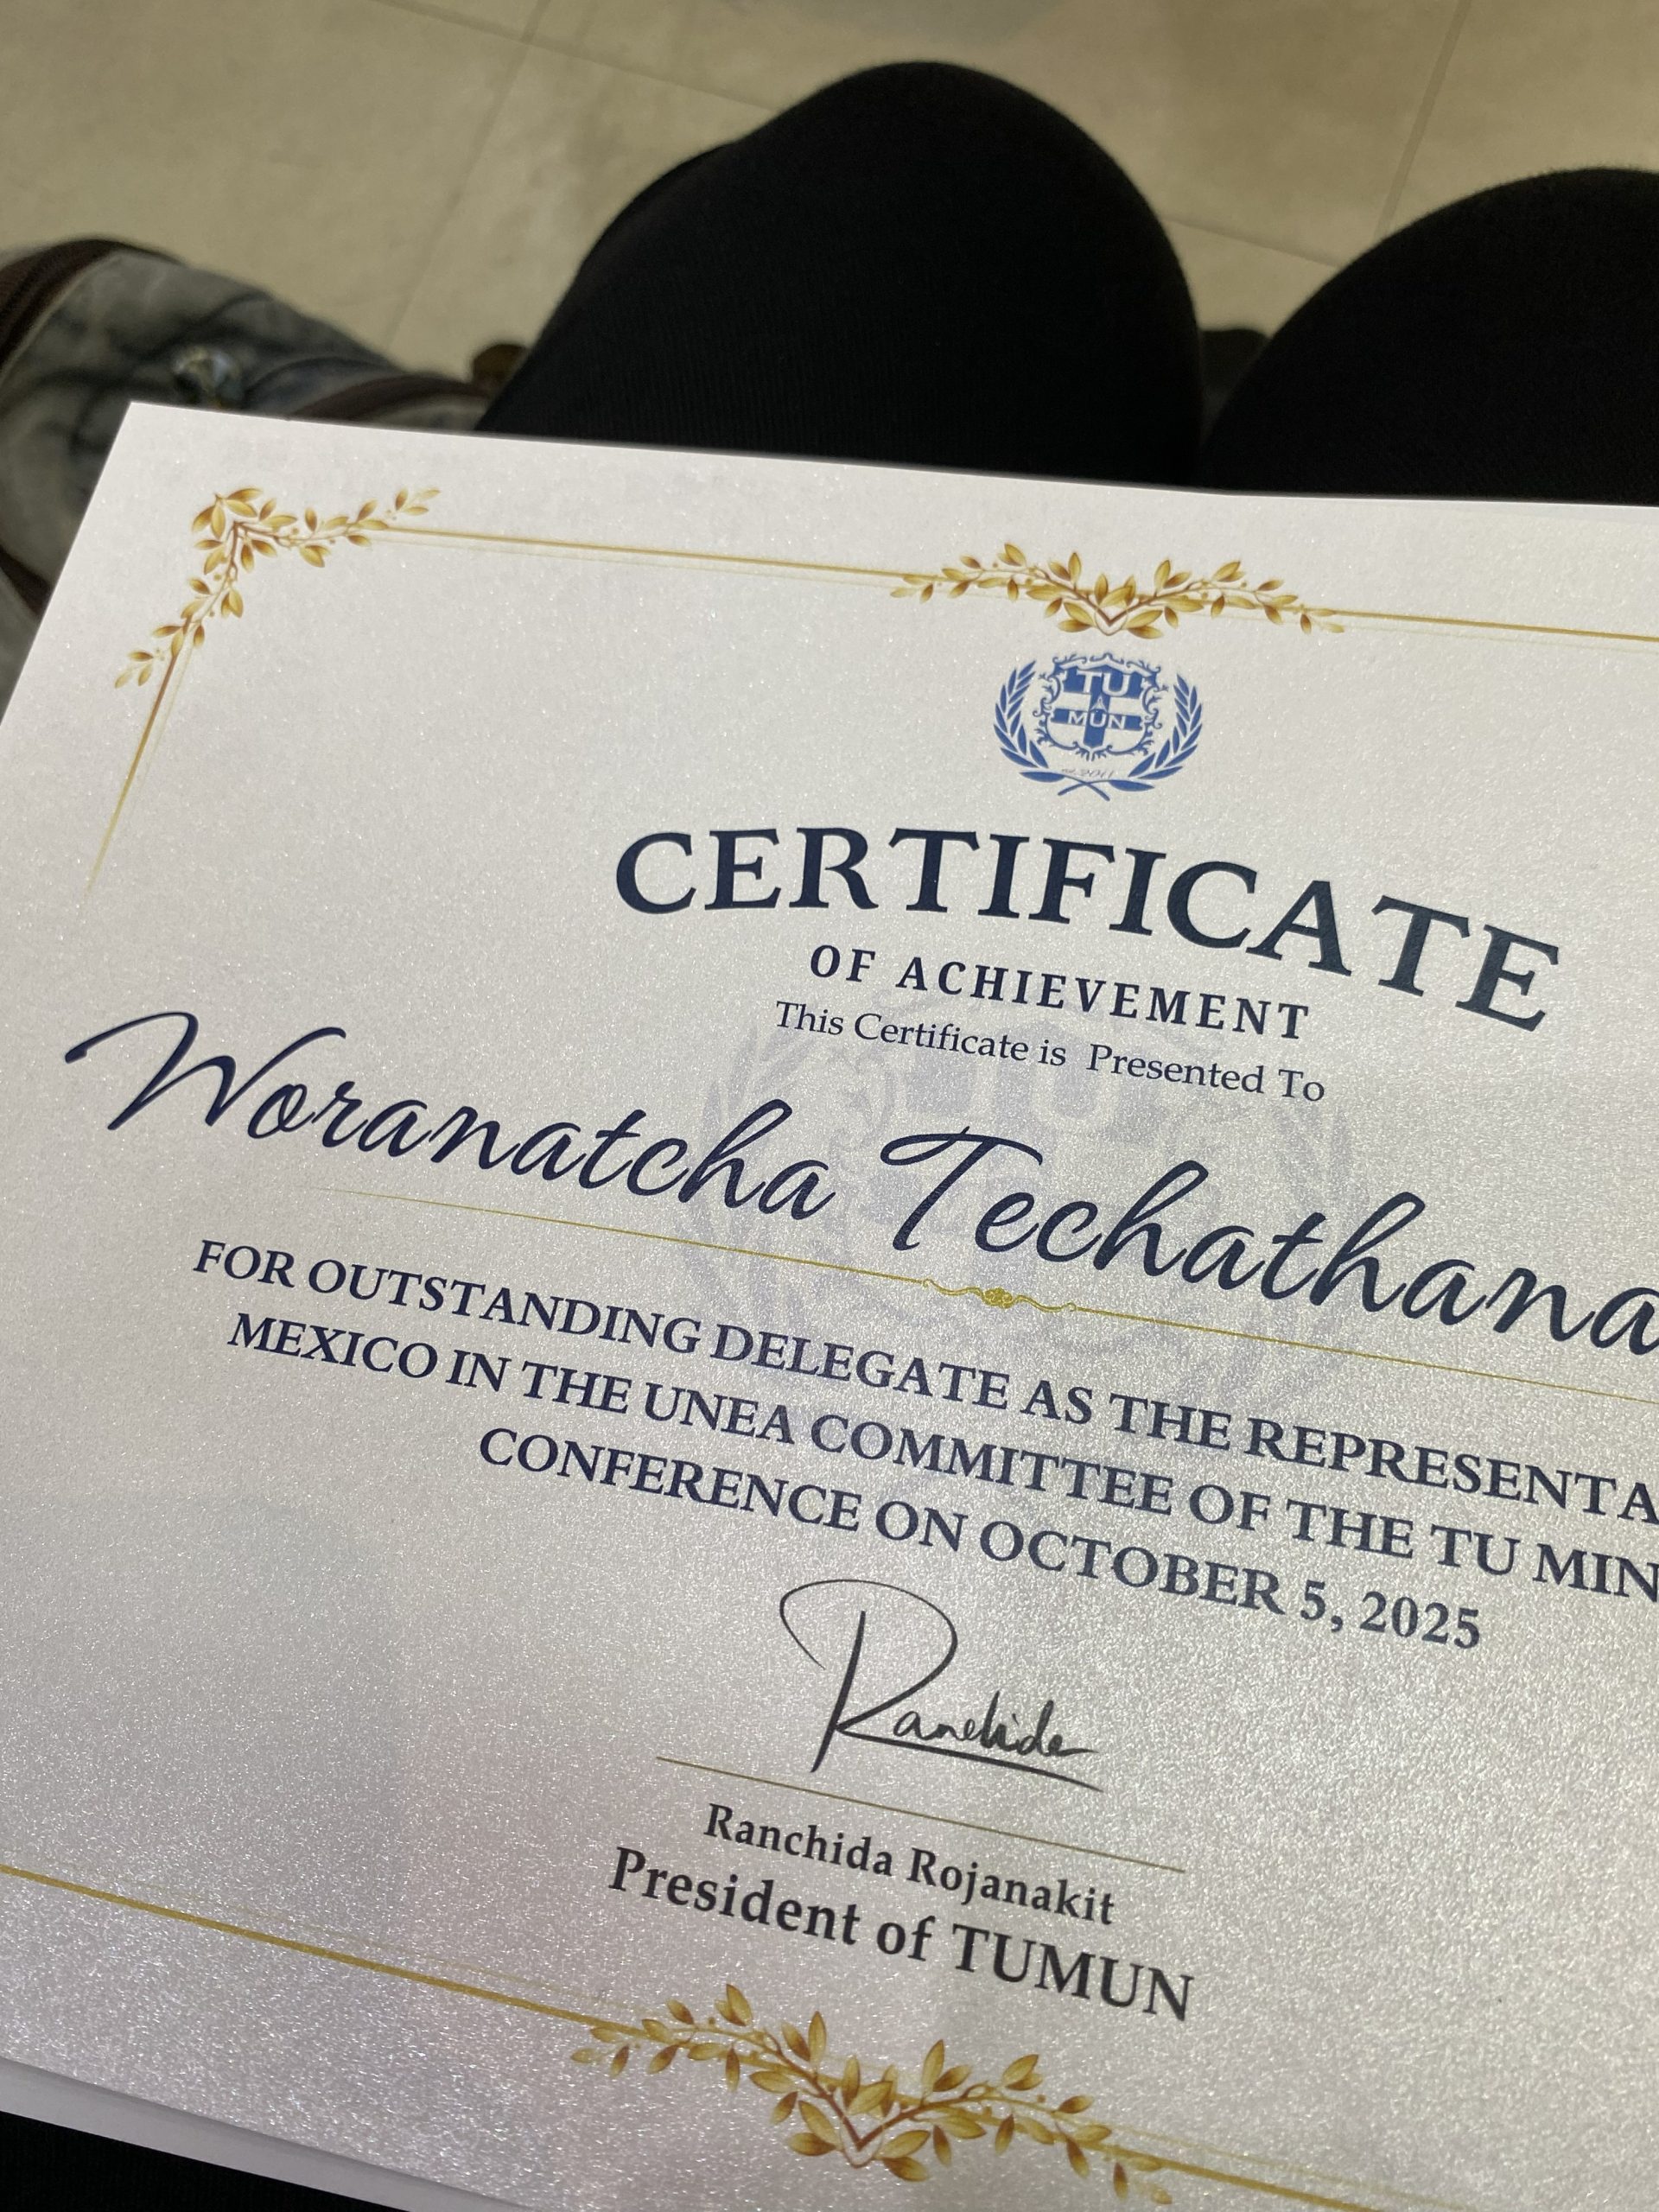 TU
MUN
est. 2011
CERTIFICATE
OF ACHIEVEMENT
This Certificate is Presented To
Woranatcha Techathana
FOR OUTSTANDING DELEGATE AS THE REPRESENTA
MEXICO IN THE UNEA COMMITTEE OF THE TU MIN
CONFERENCE ON OCTOBER 5, 2025
Ranchida
Ranchida Rojanakit
President of TUMUN